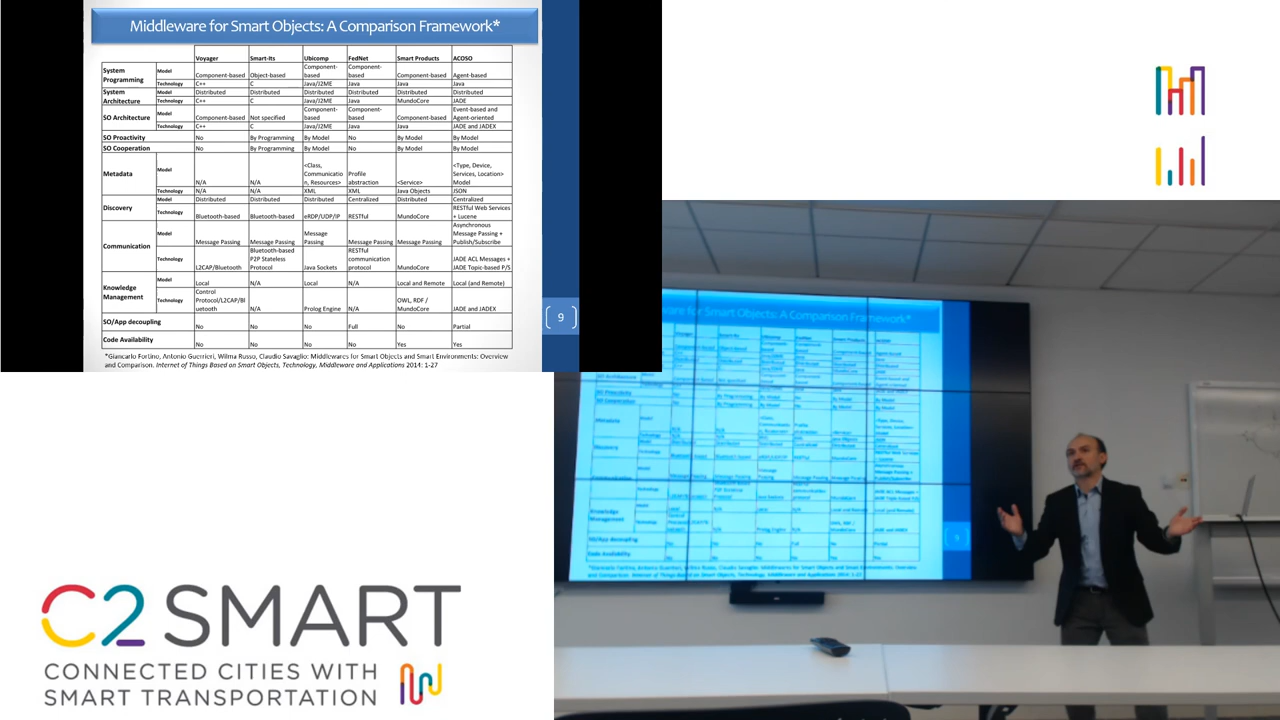 Middleware for Smart Objects: A Comparison Framework*
Voyager Smart-Its Ubicomp FedNet Smart Products ACOSO
System Programming Model Component-based Object-based Component-based Component-based Component-based Agent-based
Technology C++ C Java/J2ME Java Java Java
System Architecture Model Distributed Distributed Distributed Distributed Distributed Distributed
Technology C++ C Java/J2ME Java MundoCore JADE
SO Architecture Model Component-based Not specified Component-based Component-based Component-based Event-based and Agent-oriented
Technology C++ C Java/J2ME Java Java JADE and JADEX
SO Proactivity No By Programming By Model No By Model By Model
SO Cooperation No By Programming By Model No By Model By Model
Metadata Model N/A N/A <Class, Communicatio n, Resources> Profile abstraction <Service> <Type, Device, Services, Location> Model
Technology N/A N/A XML XML Java Objects JSON
Discovery Model Distributed Distributed Distributed Centralized Distributed Centralized
Technology Bluetooth-based Bluetooth-based eRDP/UDP/IP RESTful MundoCore RESTful Web Services + Lucene
Communication Model Message Passing Message Passing Message Passing Message Passing Message Passing Asynchronous Message Passing + Publish/Subscribe
Technology L2CAP/Bluetooth Bluetooth-based P2P Stateless Protocol Java Sockets RESTful communication protocol MundoCore JADE ACL Messages + JADE Topic-based P/S
Knowledge Management Model Local N/A Local N/A Local and Remote Local (and Remote)
Technology Control Protocol/L2CAP/Bl uetooth N/A Prolog Engine N/A OWL, RDF / MundoCore JADE and JADEX
SO/App decoupling No No No Full No Partial
Code Availability No No No No Yes Yes
9
*Giancarlo Fortino, Antonio Guerrieri, Wilma Russo, Claudio Savaglio: Middlewares for Smart Objects and Smart Environments: Overview
and Comparison. Internet of Things Based on Smart Objects, Technology, Middleware and Applications 2014: 1-27
C2SMART
CONNECTED CITIES WITH
SMART TRANSPORTATION